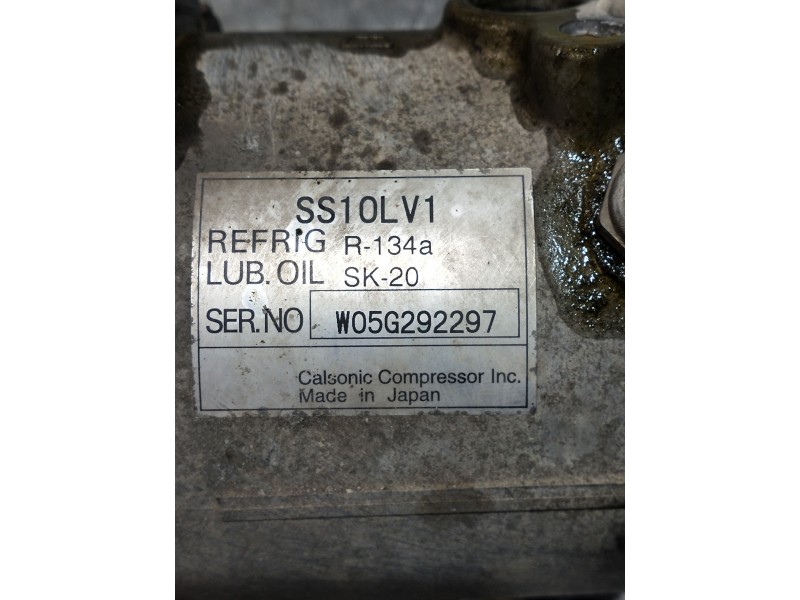 SS10LV1
REFRIG R-134a
LUB. OIL SK-20
SER.NO W05G292297
Calsonic Compressor Inc.
Made in Japan